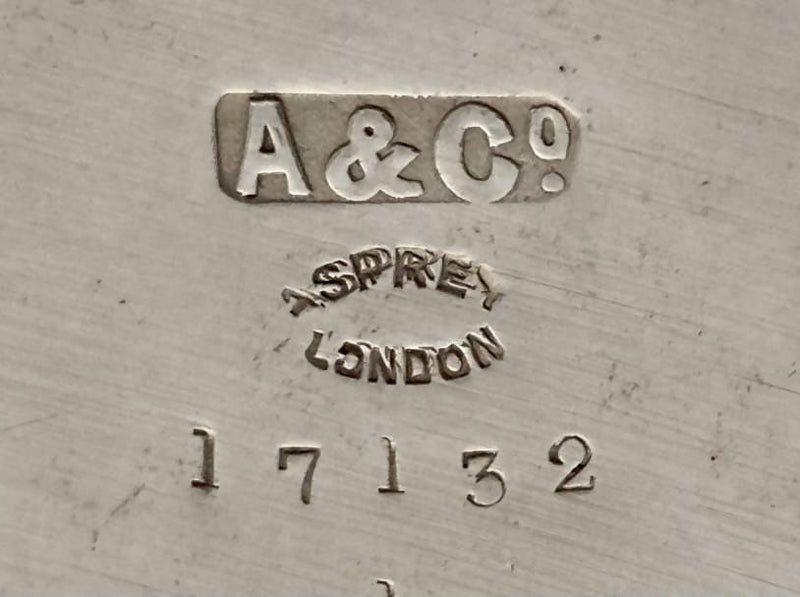 A & Cº.
ASPREY
LONDON
17132